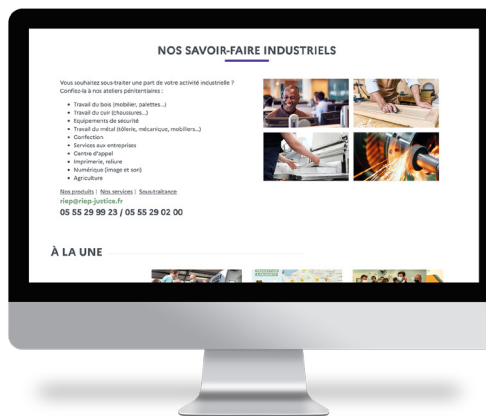 NOS SAVOIR-FAIRE INDUSTRIELS
Vous souhaitez sous-traiter une part de votre activité industrielle ?
Confiez-la à nos ateliers pénitentiaires :
• Travail du bois (mobilier, palettes...)
• Travail du cuir (chaussures...)
• Equipements de sécurité
• Travail du métal (tôlerie, mécanique, mobiliers...)
• Confection
• Services aux entreprises
• Centre d'appel
• Imprimerie, reliure
• Numérique (image et son)
• Agriculture
Nos produits | Nos services | Sous-traitance
riep@riep-justice.fr
05 55 29 99 23 / 05 55 29 02 00
À LA UNE